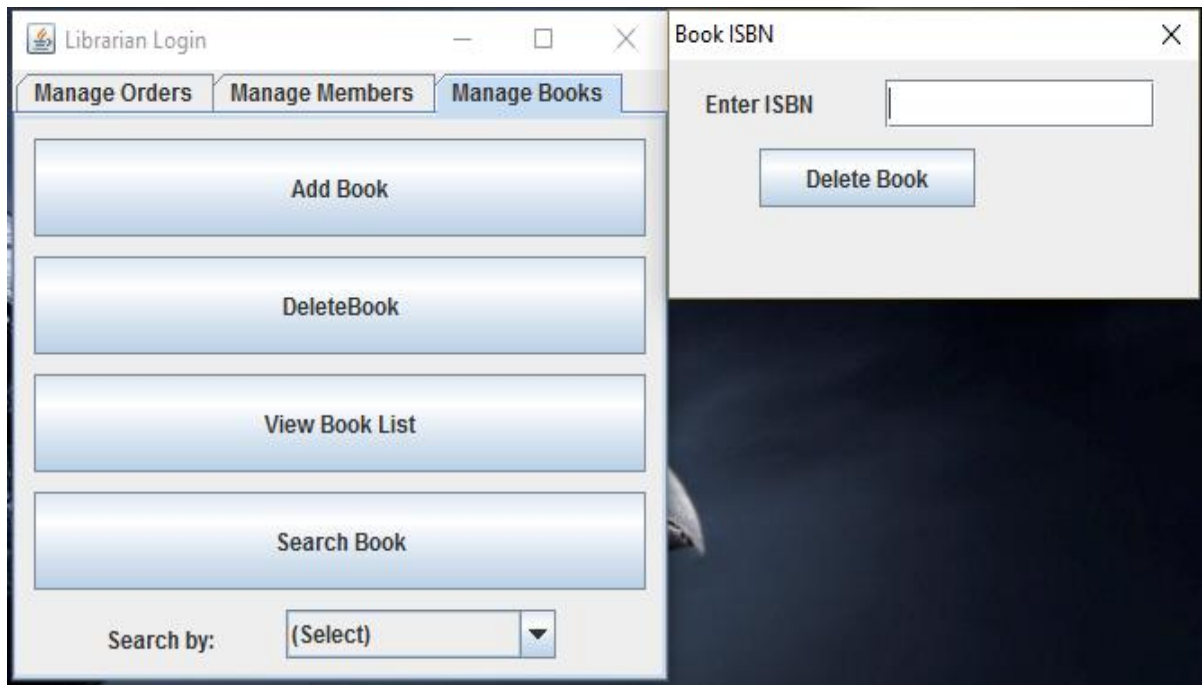 Librarian Login
Manage Orders Manage Members Manage Books
Add Book
DeleteBook
View Book List
Search Book
Search by: (Select)
Book ISBN
Enter ISBN
Delete Book